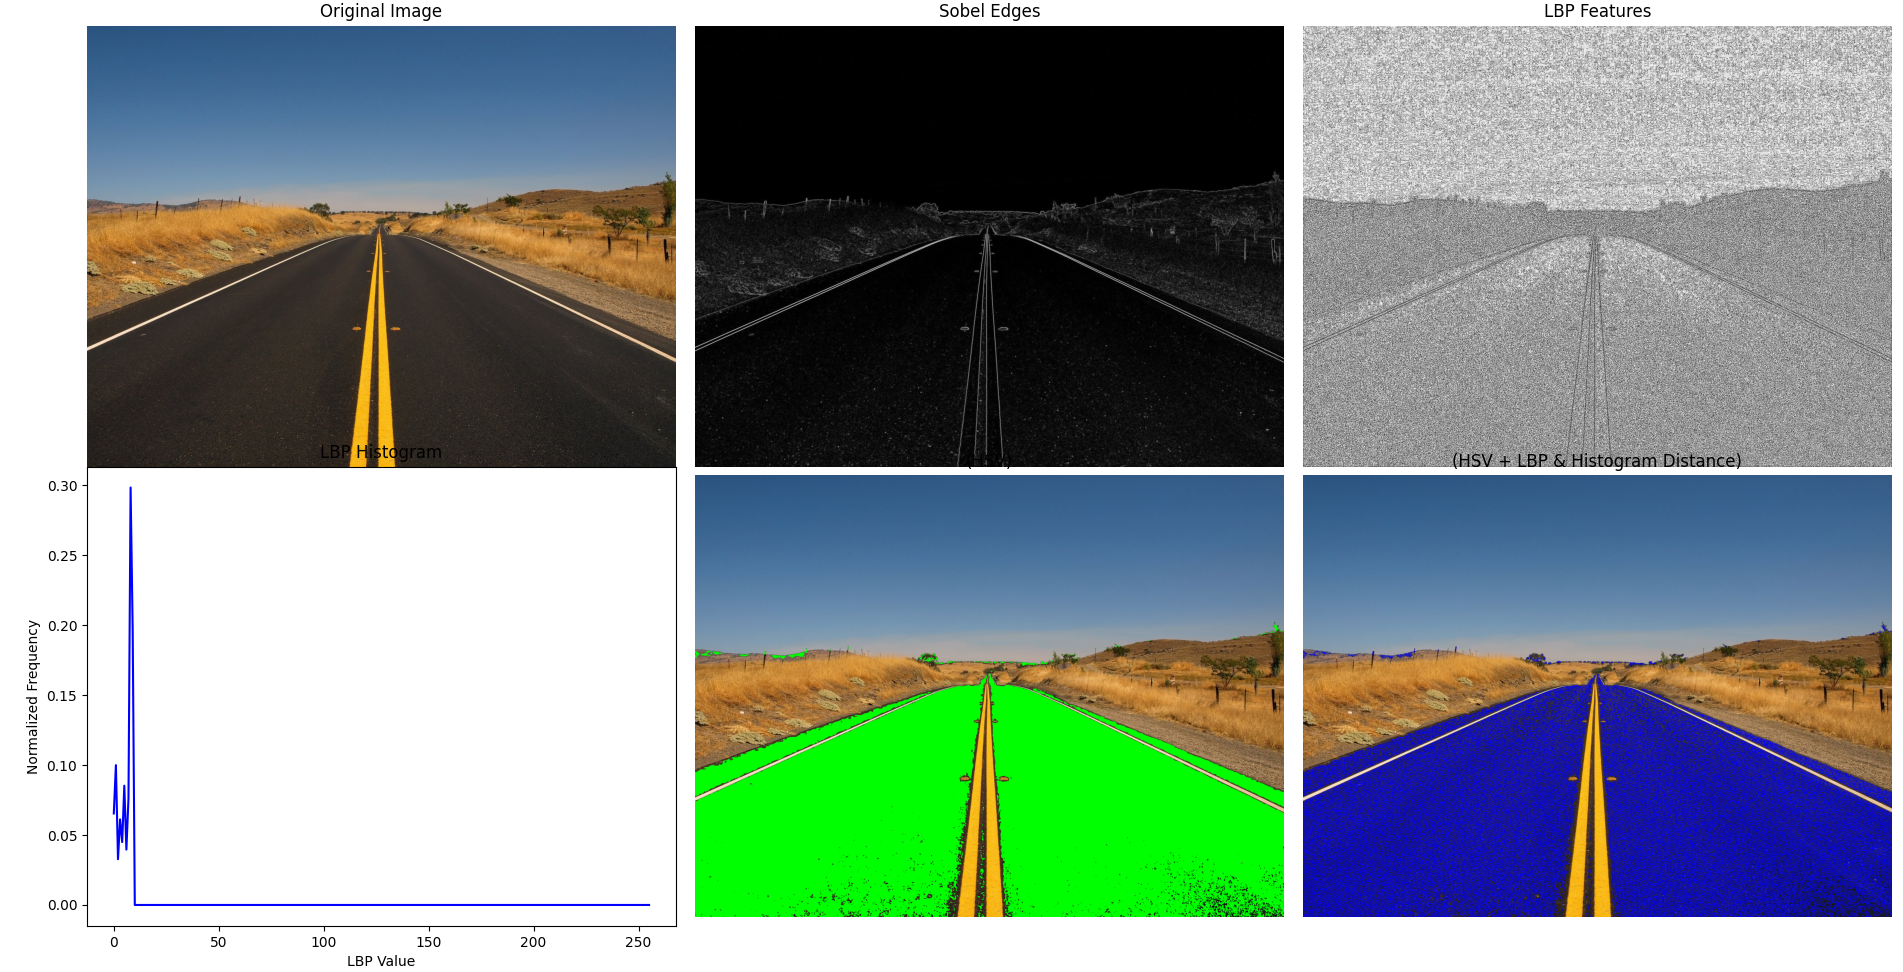 Original Image
Sobel Edges
LBP Features
LBP Histogram
(HSV)
(HSV + LBP & Histogram Distance)
Normalized Frequency
0.30
0.25
0.20
0.15
0.10
0.05
0.00
0
50
100
150
200
250
LBP Value